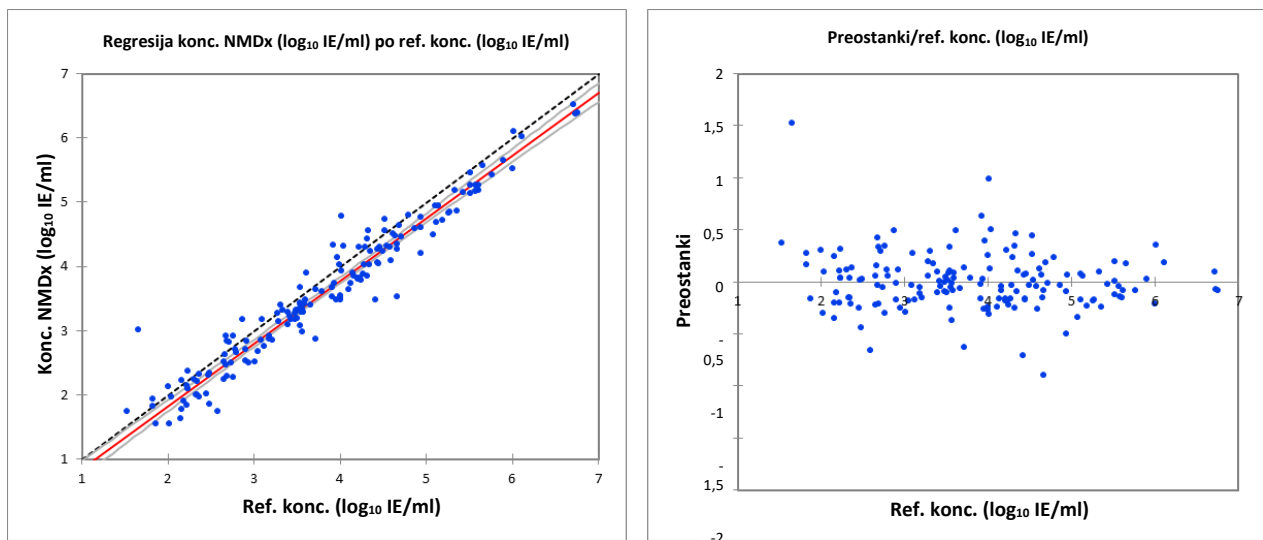 Regresija konc. NMDx (log₁₀ IE/ml) po ref. konc. (log₁₀ IE/ml)
7
6
5
4
3
2
1
1 2 3 4 5 6 7
Konc. NMDx (log₁₀ IE/ml)
Ref. konc. (log₁₀ IE/ml)
Preostanki/ref. konc. (log₁₀ IE/ml)
2
1,5
1
0,5
0
-
0,5
-1
-
1,5
-2
1 2 3 4 5 6 7
Preostanki
Ref. konc. (log₁₀ IE/ml)